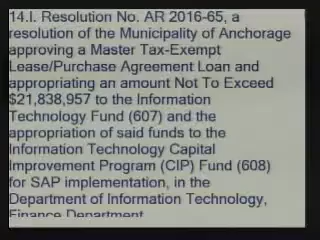 14.I. Resolution No. AR 2016-65, a
resolution of the Municipality of Anchorage
approving a Master Tax-Exempt
Lease/Purchase Agreement Loan and
appropriating an amount Not To Exceed
$21,838,957 to the Information
Technology Fund (607) and the
appropriation of said funds to the
Information Technology Capital
Improvement Program (CIP) Fund (608)
for SAP implementation, in the
Department of Information Technology,
Finance Department